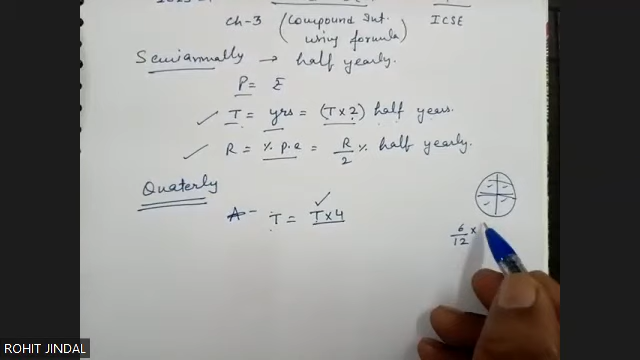 Ch-3 (Compound Int. using formula) ICSE
Semiannually → half yearly.
P = Σ
✓ T = yrs = (T×2) half years.
✓ R = % p.a = R/2 % half yearly.
Quaterly
T = T×4 ✓
6/12 ×
ROHIT JINDAL